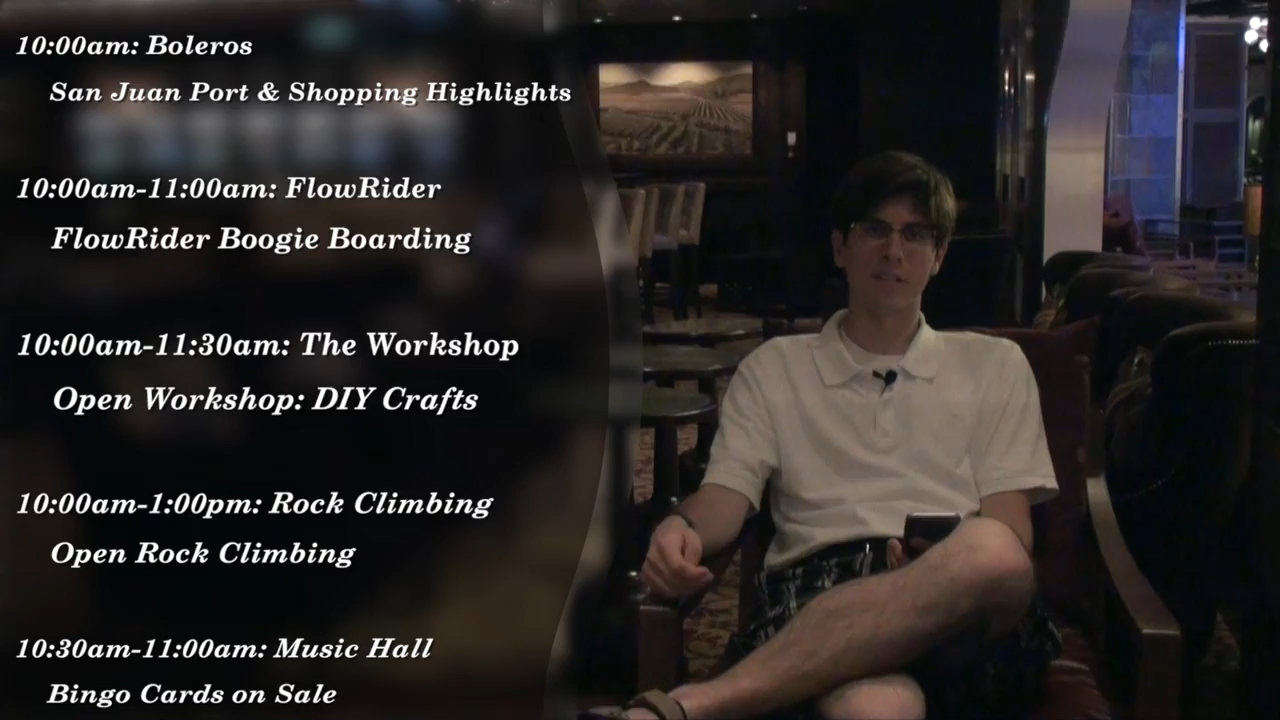 10:00am: Boleros
San Juan Port & Shopping Highlights
10:00am-11:00am: FlowRider
FlowRider Boogie Boarding
10:00am-11:30am: The Workshop
Open Workshop: DIY Crafts
10:00am-1:00pm: Rock Climbing
Open Rock Climbing
10:30am-11:00am: Music Hall
Bingo Cards on Sale